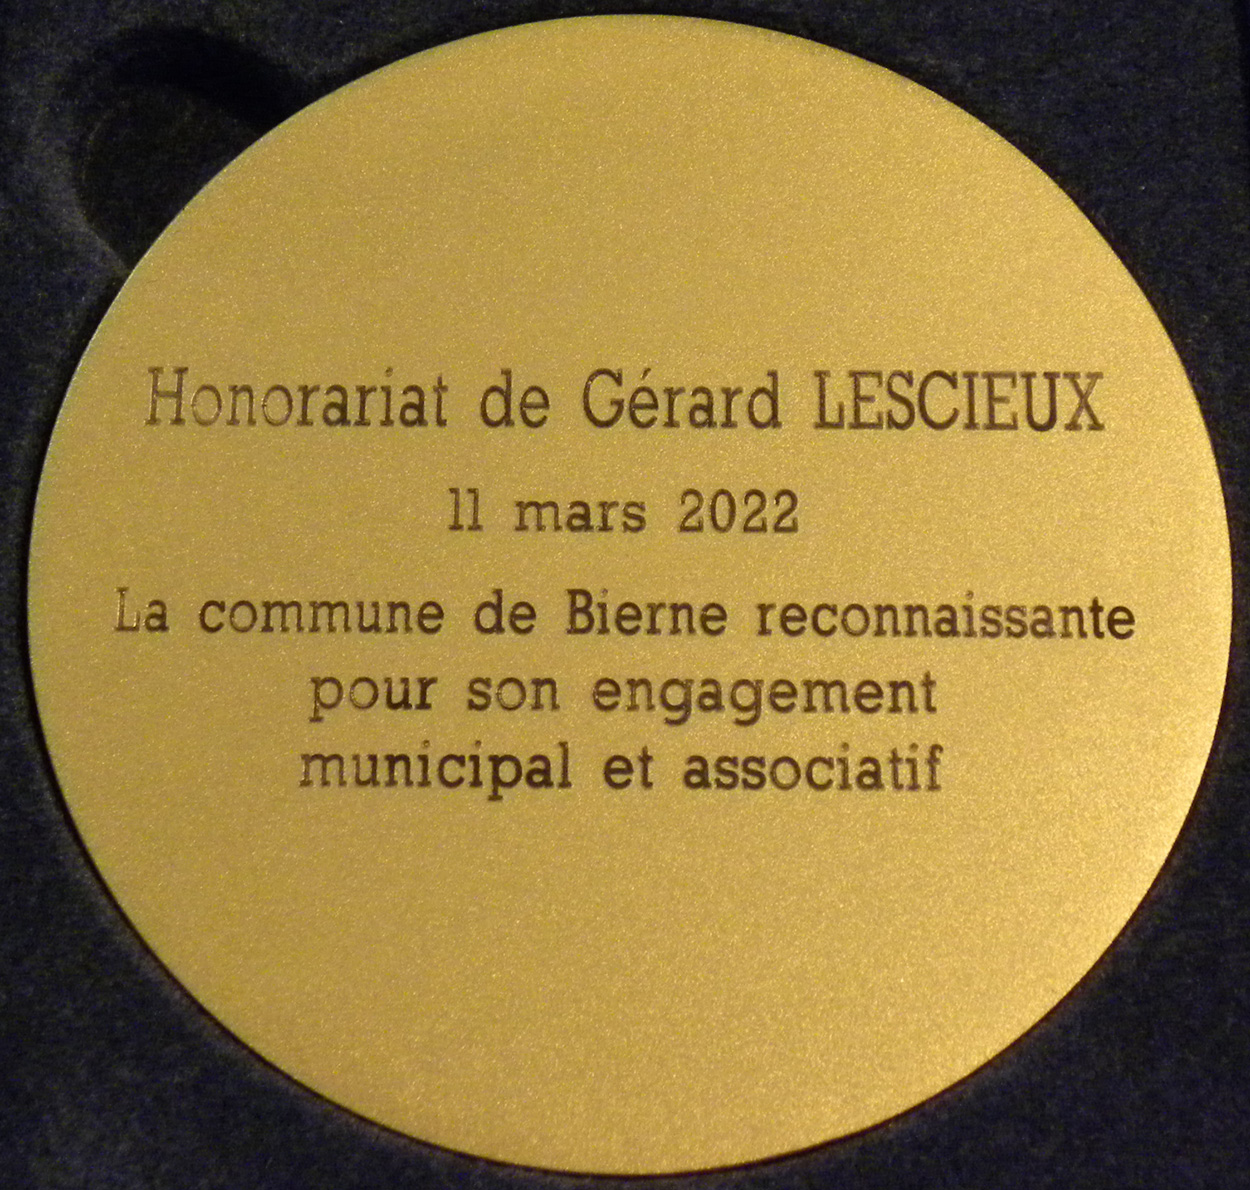 Honorariat de Gérard LESCIEUX
11 mars 2022
La commune de Bierne reconnaissante
pour son engagement
municipal et associatif